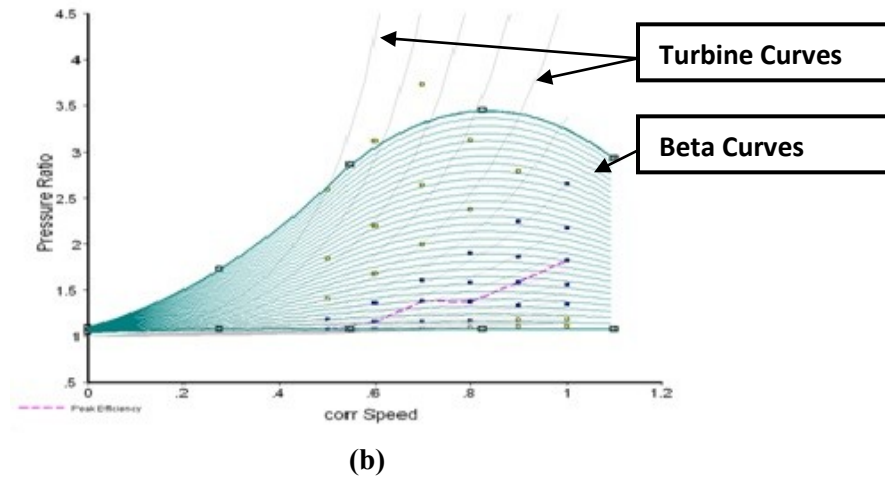 4.5
4
3.5
3
2.5
2
1.5
1
.5
Pressure Ratio
0 .2 .4 .6 .8 1 1.2
corr Speed
Peak Efficiency
Turbine Curves
Beta Curves
(b)